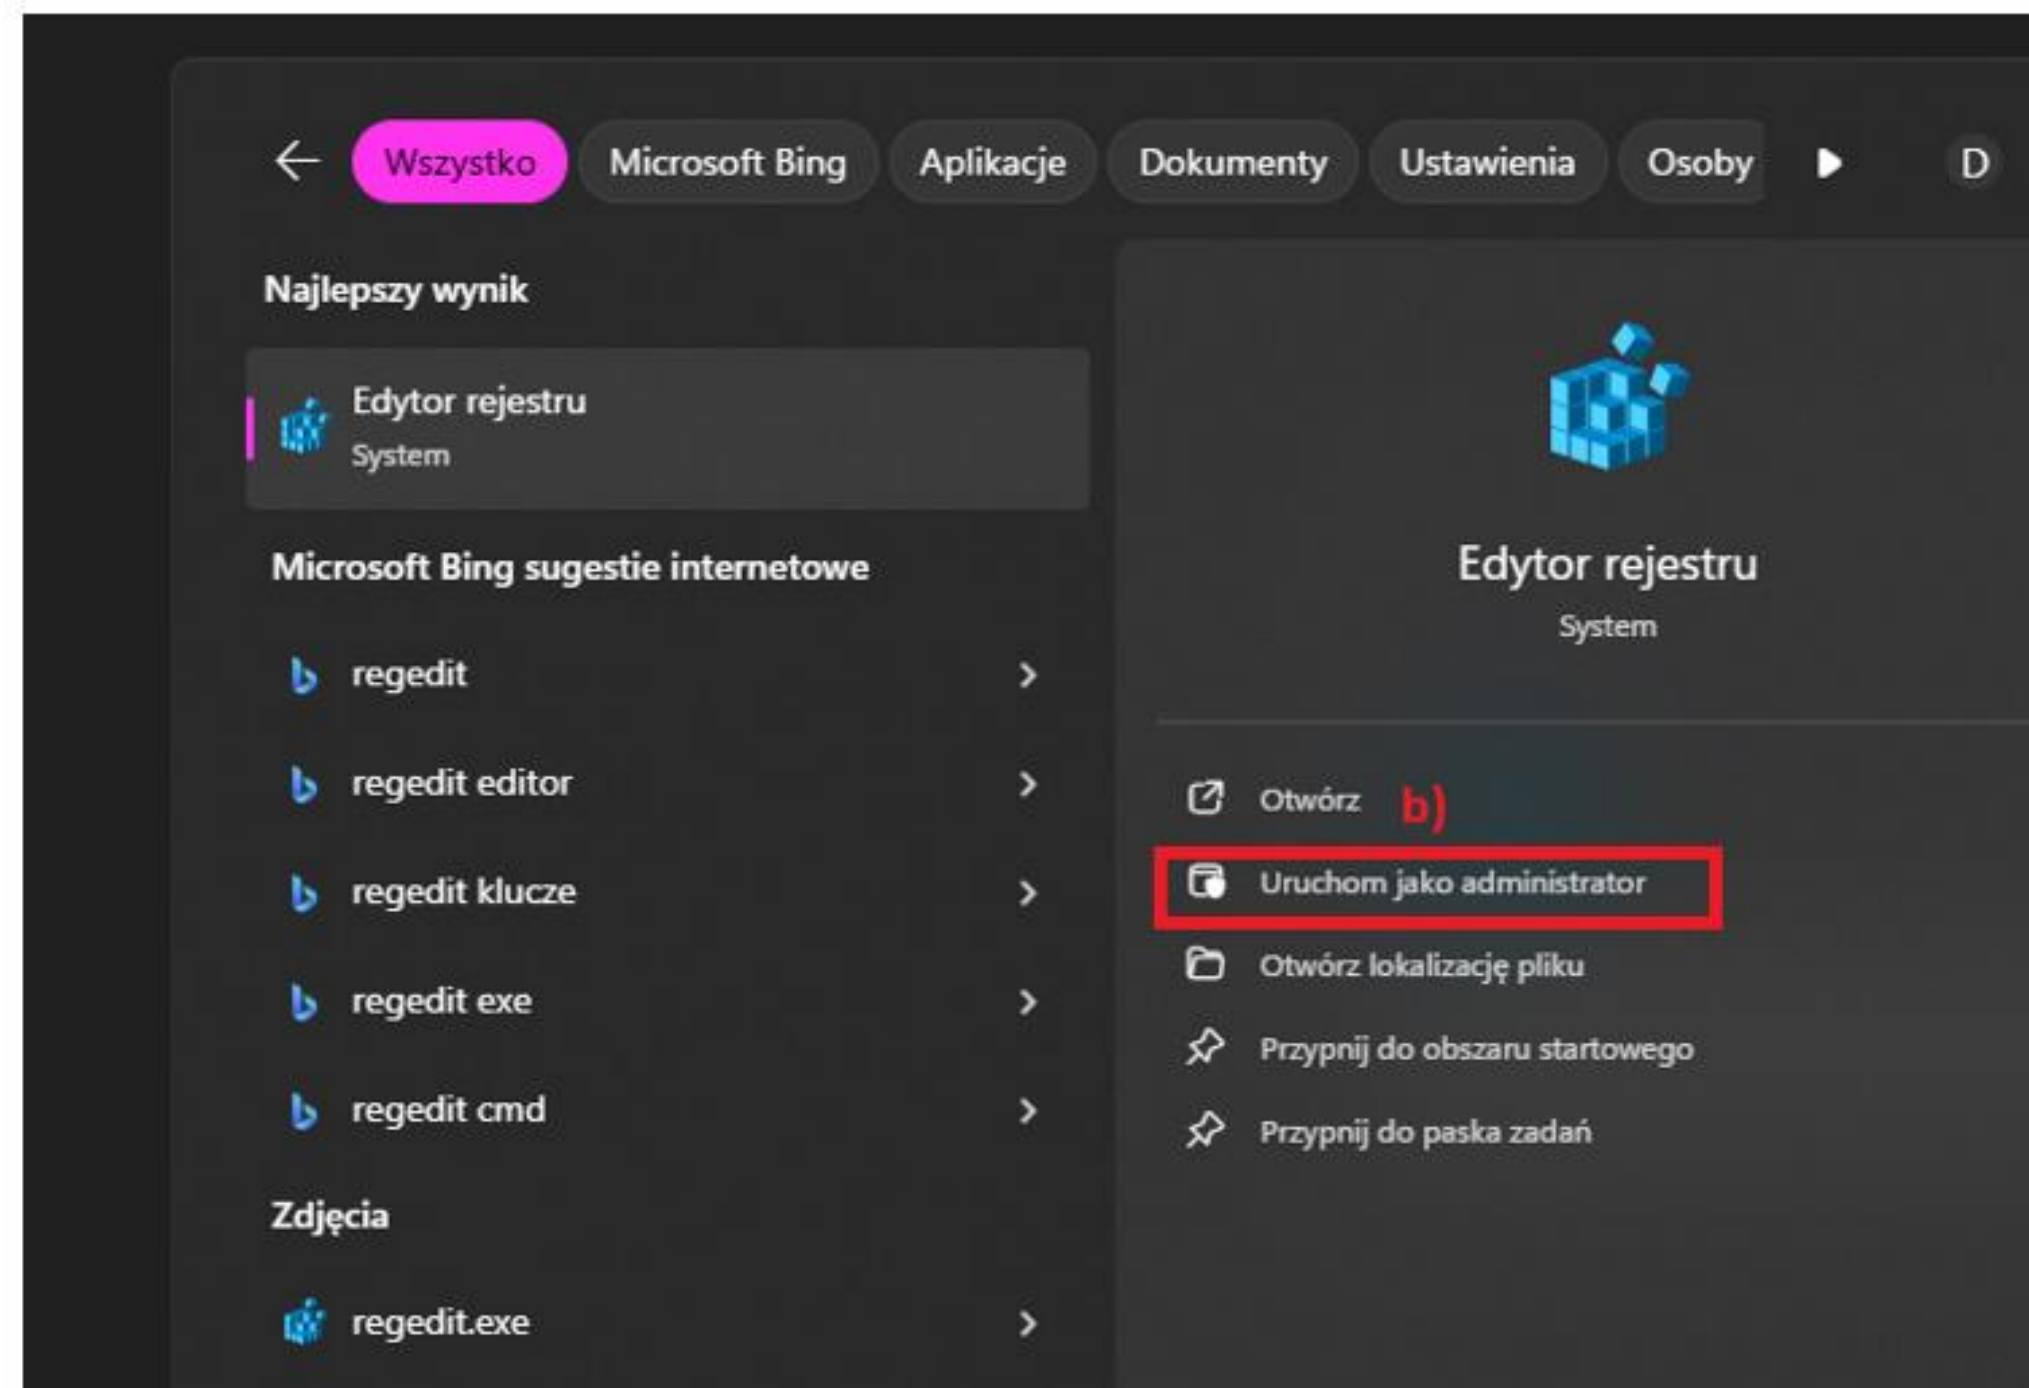 Wszystko Microsoft Bing Aplikacje Dokumenty Ustawienia Osoby D
Najlepszy wynik
Edytor rejestru
System
Microsoft Bing sugestie internetowe
regedit
regedit editor
regedit klucze
regedit exe
regedit cmd
Zdjęcia
regedit.exe
Edytor rejestru
System
Otwórz b)
Uruchom jako administrator
Otwórz lokalizację pliku
Przypnij do obszaru startowego
Przypnij do paska zadań